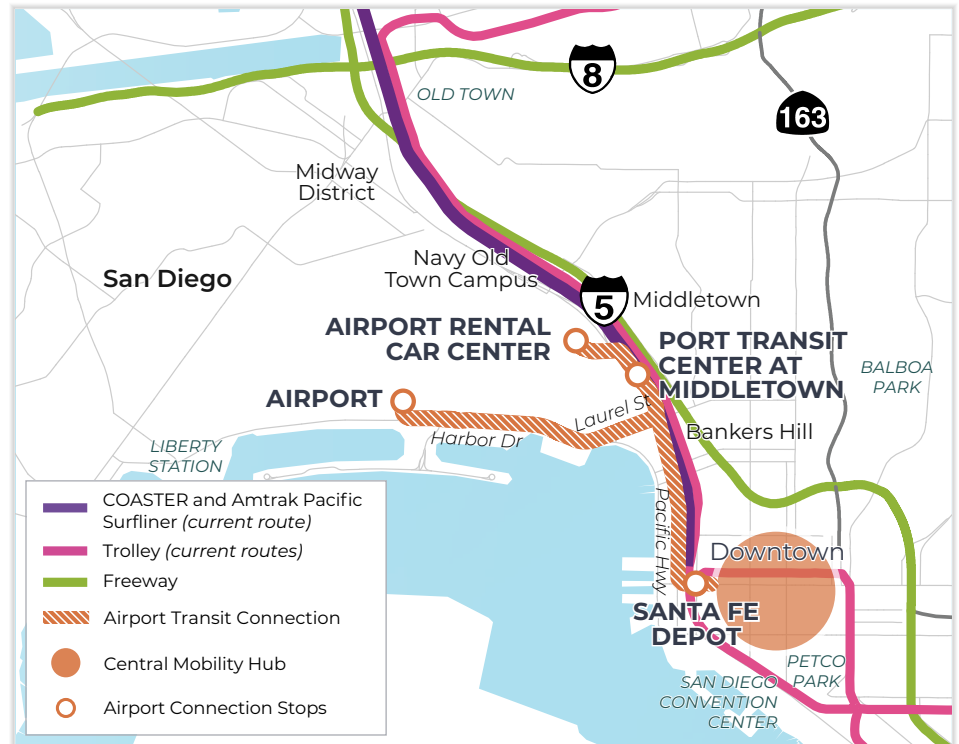 8
OLD TOWN
163
Midway
District
Navy Old
Town Campus
San Diego
5
Middletown
AIRPORT RENTAL
CAR CENTER
PORT TRANSIT
CENTER AT
MIDDLETOWN
BALBOA
PARK
AIRPORT
Laurel St
Harbor Dr
Bankers Hill
LIBERTY
STATION
Pacific Hwy
Downtown
SANTA FE
DEPOT
PETCO
PARK
SAN DIEGO
CONVENTION
CENTER
COASTER and Amtrak Pacific
Surfliner (current route)
Trolley (current routes)
Freeway
Airport Transit Connection
Central Mobility Hub
Airport Connection Stops